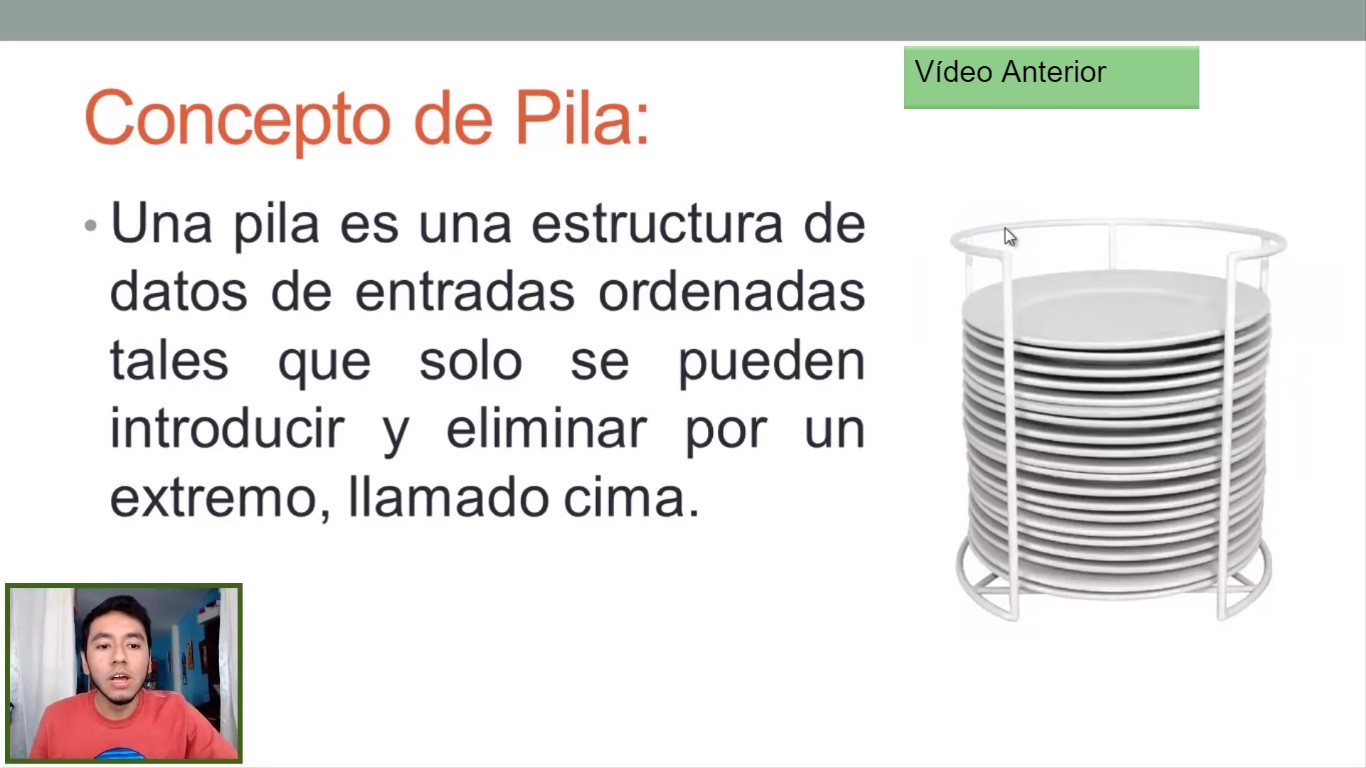 Vídeo Anterior
Concepto de Pila:
• Una pila es una estructura de
datos de entradas ordenadas
tales que solo se pueden
introducir y eliminar por un
extremo, llamado cima.